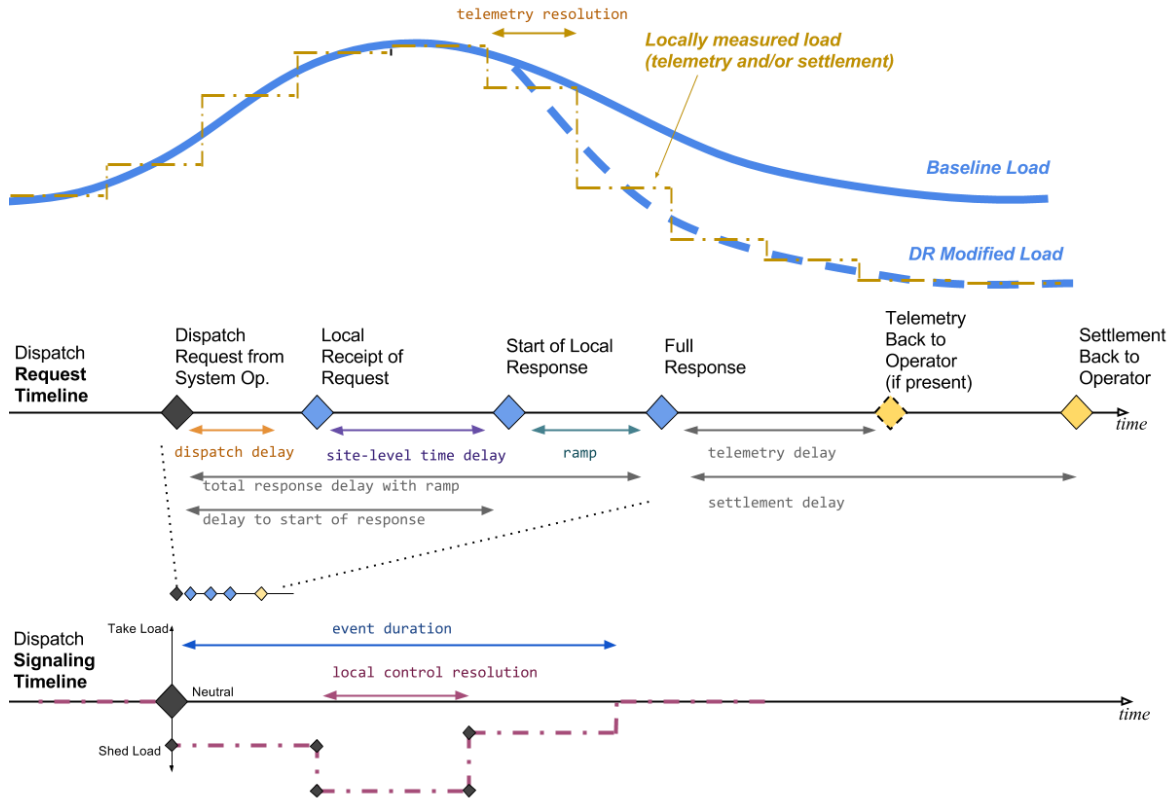 telemetry resolution
Locally measured load
(telemetry and/or settlement)
Baseline Load
DR Modified Load
Dispatch
Request
Timeline
Dispatch
Request from
System Op.
Local
Receipt of
Request
Start of Local
Response
Full
Response
Telemetry
Back to
Operator
(if present)
Settlement
Back to
Operator
time
dispatch delay
site-level time delay
ramp
telemetry delay
total response delay with ramp
settlement delay
delay to start of response
Dispatch
Signaling
Timeline
Take Load
event duration
local control resolution
Neutral
time
Shed Load